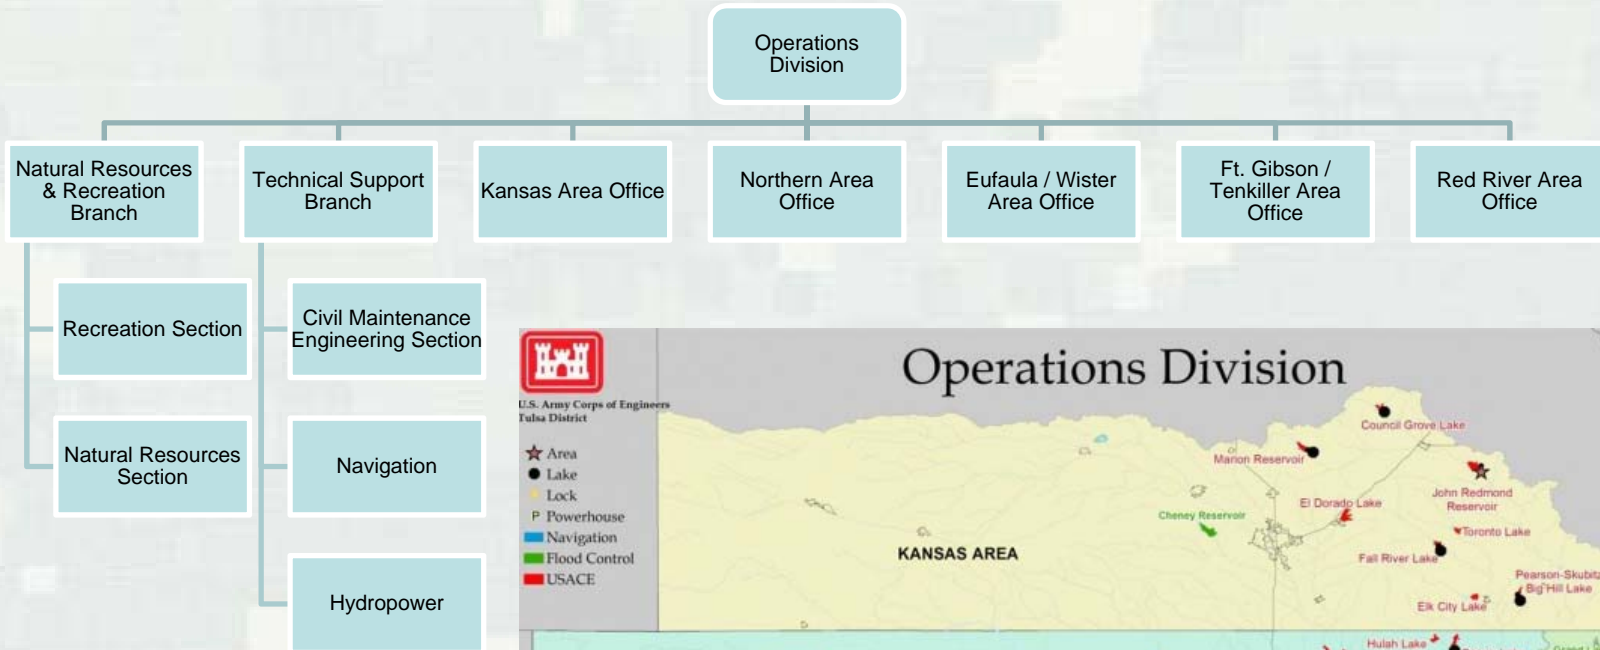 Operations
Division
Natural Resources
& Recreation
Branch
Technical Support
Branch
Kansas Area Office
Northern Area
Office
Eufaula / Wister
Area Office
Ft. Gibson /
Tenkiller Area
Office
Red River Area
Office
Recreation Section
Natural Resources
Section
Civil Maintenance
Engineering Section
Navigation
Hydropower
U.S. Army Corps of Engineers
Tulsa District
Area
Lake
Lock
P Powerhouse
Navigation
Flood Control
USACE
Operations Division
Council Grove Lake
Marion Reservoir
John Redmond
Reservoir
El Dorado Lake
Cheney Reservoir
Toronto Lake
KANSAS AREA
Fall River Lake
Pearson-Skubitz
Big Hill Lake
Elk City Lake
Hulah Lake